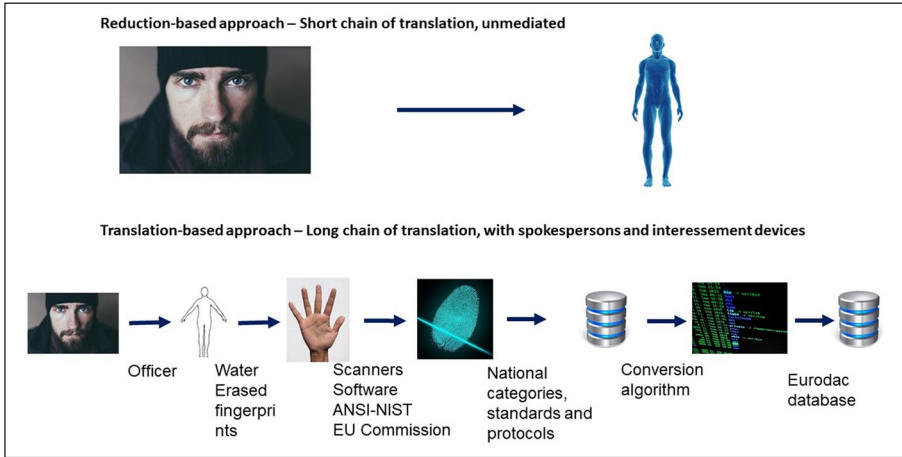 Reduction-based approach – Short chain of translation, unmediated
Translation-based approach – Long chain of translation, with spokespersons and interessement devices
Officer
Water
Erased
fingerpri
nts
Scanners
Software
ANSI-NIST
EU Commission
National
categories,
standards and
protocols
Conversion
algorithm
Eurodac
database